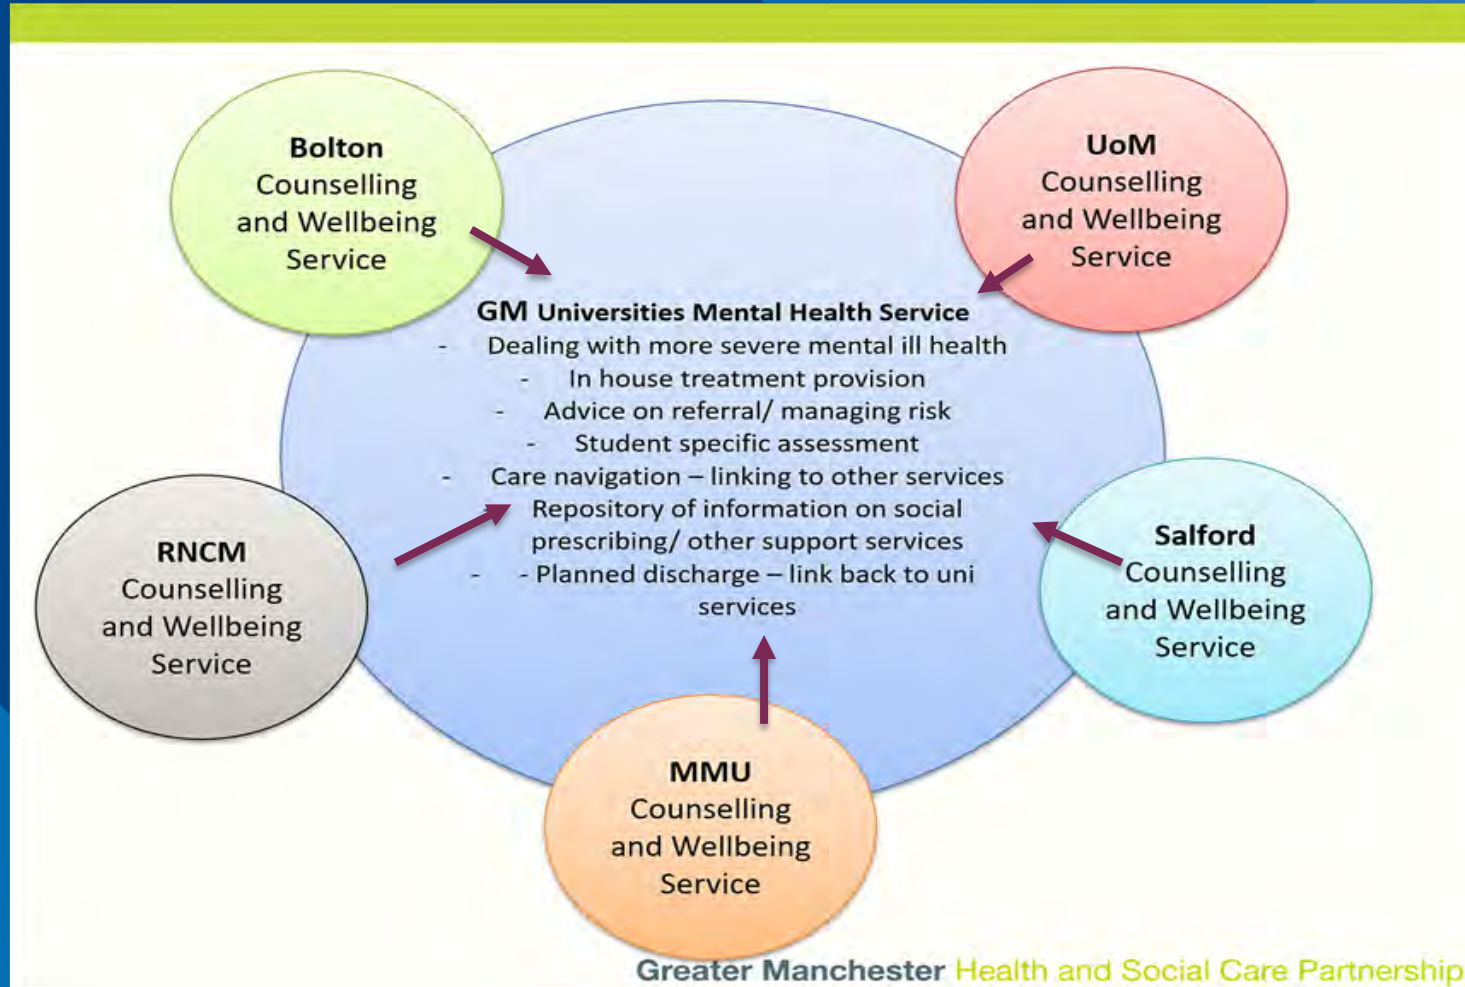 Bolton
Counselling
and Wellbeing
Service
UoM
Counselling
and Wellbeing
Service
GM Universities Mental Health Service
- Dealing with more severe mental ill health
- In house treatment provision
- Advice on referral/ managing risk
- Student specific assessment
- Care navigation – linking to other services
- Repository of information on social
prescribing/ other support services
- - Planned discharge – link back to uni
services
RNCM
Counselling
and Wellbeing
Service
Salford
Counselling
and Wellbeing
Service
MMU
Counselling
and Wellbeing
Service
Greater Manchester Health and Social Care Partnership